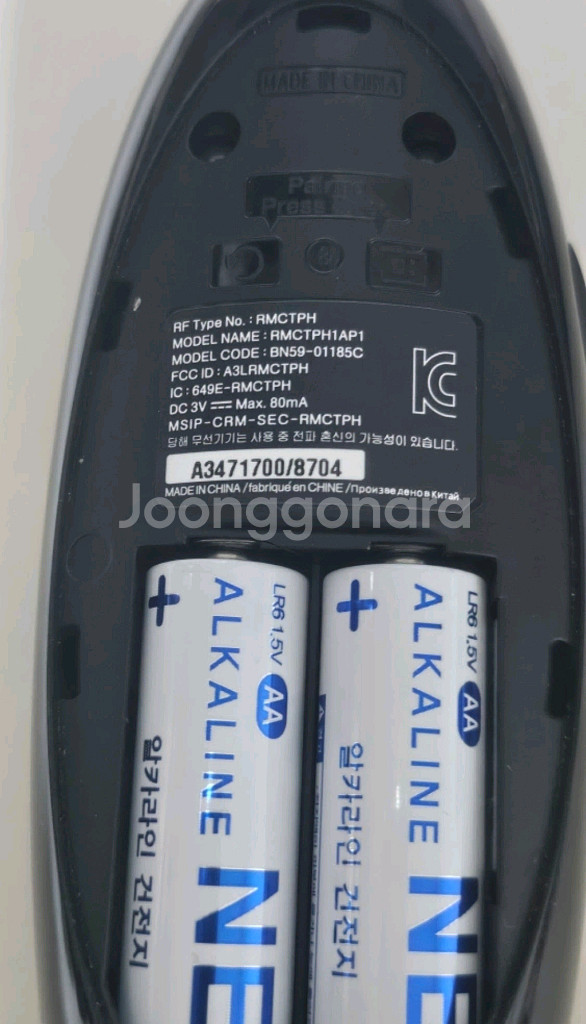 MADE IN CHINA
Press
RF Type No. : RMCTPH
MODEL NAME : RMCTPH1AP1
MODEL CODE : BN59-01185C
FCC ID : A3LRMCTPH
IC : 649E-RMCTPH
DC 3V ⎓ Max. 80mA
MSIP-CRM-SEC-RMCTPH
당해 무선기기는 사용 중 전파 혼신의 가능성이 있습니다.
A3471700/8704
MADE IN CHINA / fabriqué en CHINE / Произведено в Китай
Joonggonara
+
LR6 1.5V AA
ALKALINE
알카라인 건전지
NE
+
LR6 1.5V AA
ALKALINE
알카라인 건전지
NE